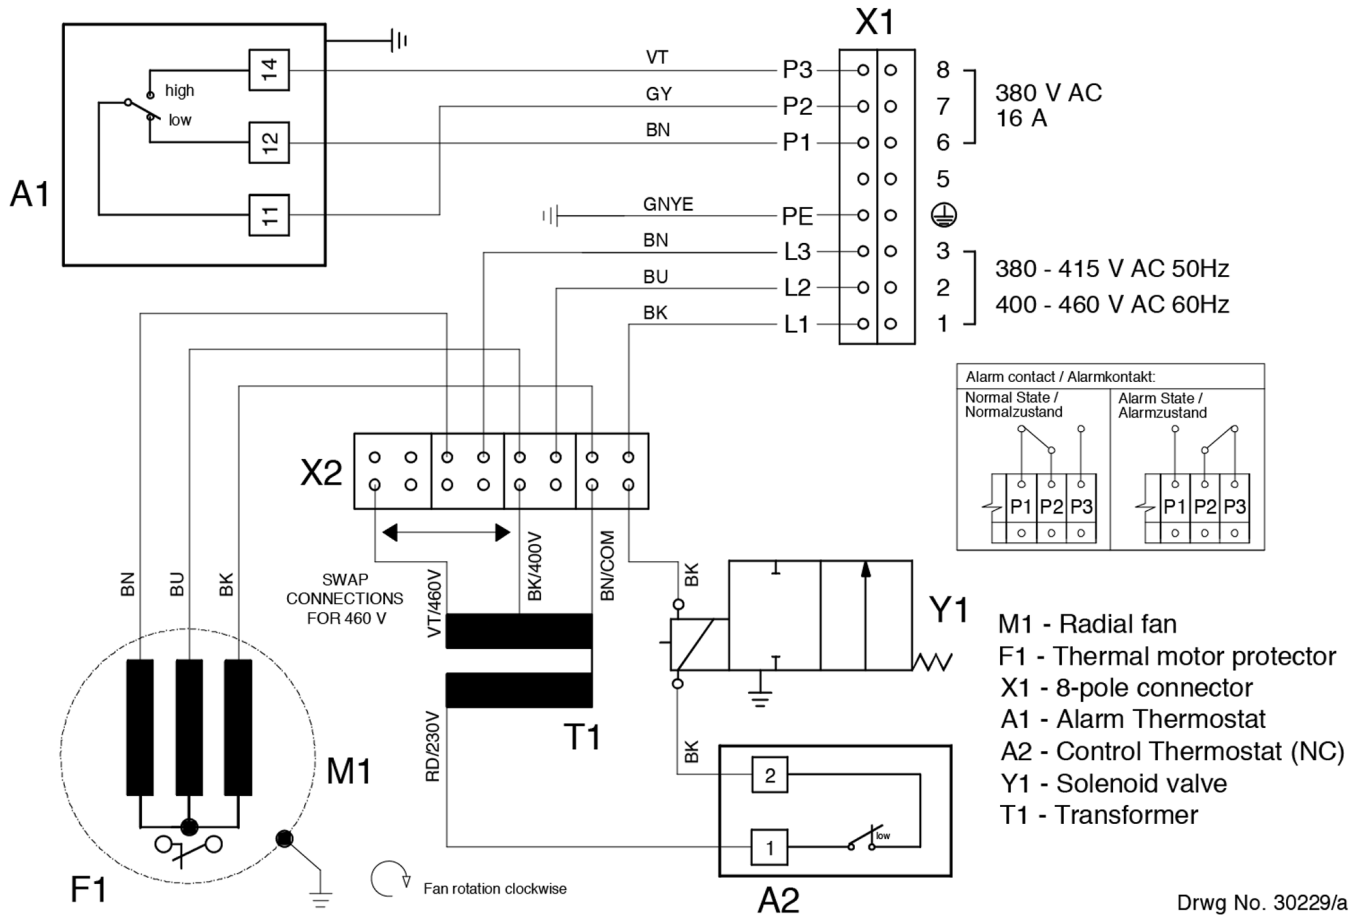 X1
14
high
low
12
11
A1
VT
GY
BN
GNYE
BN
BU
BK
P3
P2
P1
PE
L3
L2
L1
8
7
6
5
3
2
1
380 V AC
16 A
380 - 415 V AC 50Hz
400 - 460 V AC 60Hz
Alarm contact / Alarmkontakt:
Normal State /
Normalzustand
P1 P2 P3
Alarm State /
Alarmzustand
P1 P2 P3
X2
SWAP
CONNECTIONS
FOR 460 V
VT/460V
BK/400V
BN/COM
BK
BN
BU
BK
Y1
T1
RD/230V
BK
M1
F1
2
1
low
A2
Fan rotation clockwise
M1 - Radial fan
F1 - Thermal motor protector
X1 - 8-pole connector
A1 - Alarm Thermostat
A2 - Control Thermostat (NC)
Y1 - Solenoid valve
T1 - Transformer
Drwg No. 30229/a